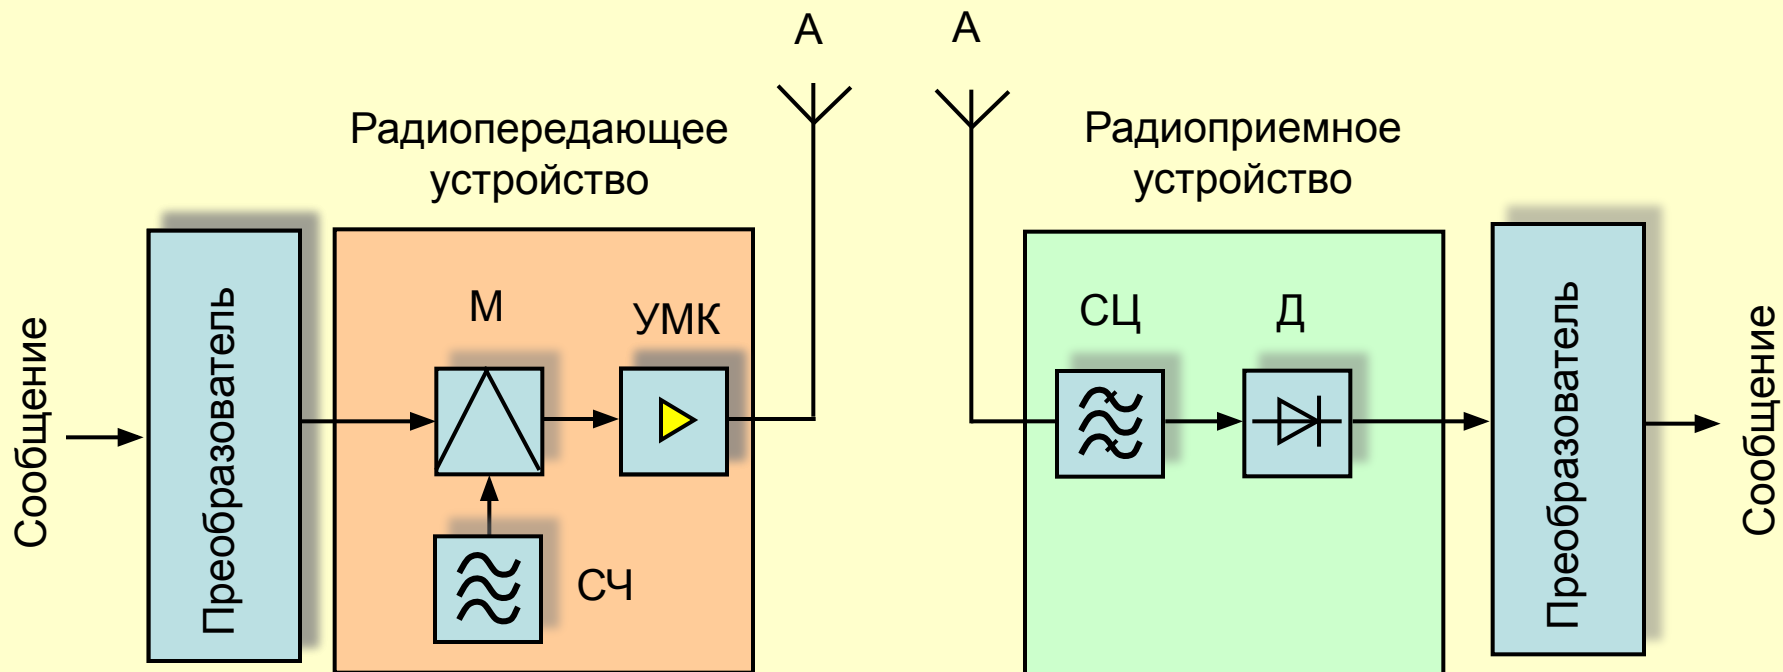 А
А
Радиопередающее
устройство
Радиоприемное
устройство
Сообщение
Преобразователь
М
УМК
СЧ
СЦ
Д
Преобразователь
Сообщение